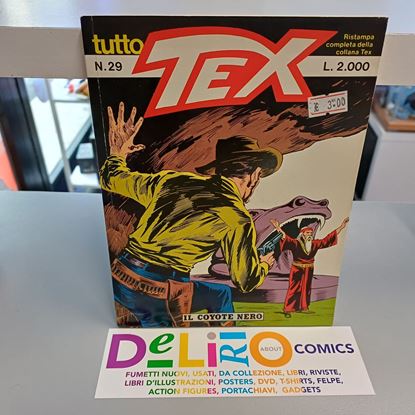 tutto
TEX
Ristampa
completa della
collana Tex
N.29
L. 2.000
€ 3.00
IL COYOTE NERO
DeLiRiO
ABOUT
COMICS
FUMETTI NUOVI, USATI, DA COLLEZIONE, LIBRI, RIVISTE,
LIBRI D'ILLUSTRAZIONI, POSTERS, DVD, T-SHIRTS, FELPE,
ACTION FIGURES, PORTACHIAVI, GADGETS